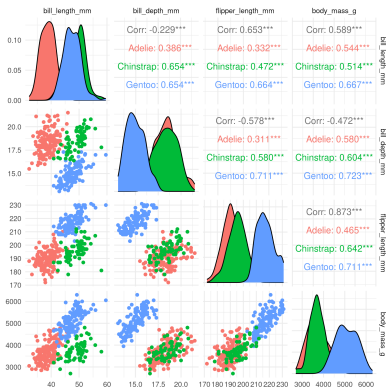 bill_length_mm bill_depth_mm flipper_length_mm body_mass_g
0.10
0.05
0.00
Corr: -0.229***
Adelie: 0.386***
Chinstrap: 0.654***
Gentoo: 0.654***
Corr: 0.653***
Adelie: 0.332***
Chinstrap: 0.472***
Gentoo: 0.664***
Corr: 0.589***
Adelie: 0.544***
Chinstrap: 0.514***
Gentoo: 0.667***
bill_length_mm
20.0
17.5
15.0
Corr: -0.578***
Adelie: 0.311***
Chinstrap: 0.580***
Gentoo: 0.711***
Corr: -0.472***
Adelie: 0.580***
Chinstrap: 0.604***
Gentoo: 0.723***
bill_depth_mm
230
220
210
200
190
180
170
Corr: 0.873***
Adelie: 0.465***
Chinstrap: 0.642***
Gentoo: 0.711***
flipper_length_mm
6000
5000
4000
3000
body_mass_g
40 50 60
15.0 17.5 20.0
170 180 190 200 210 220 230
3000 4000 5000 6000